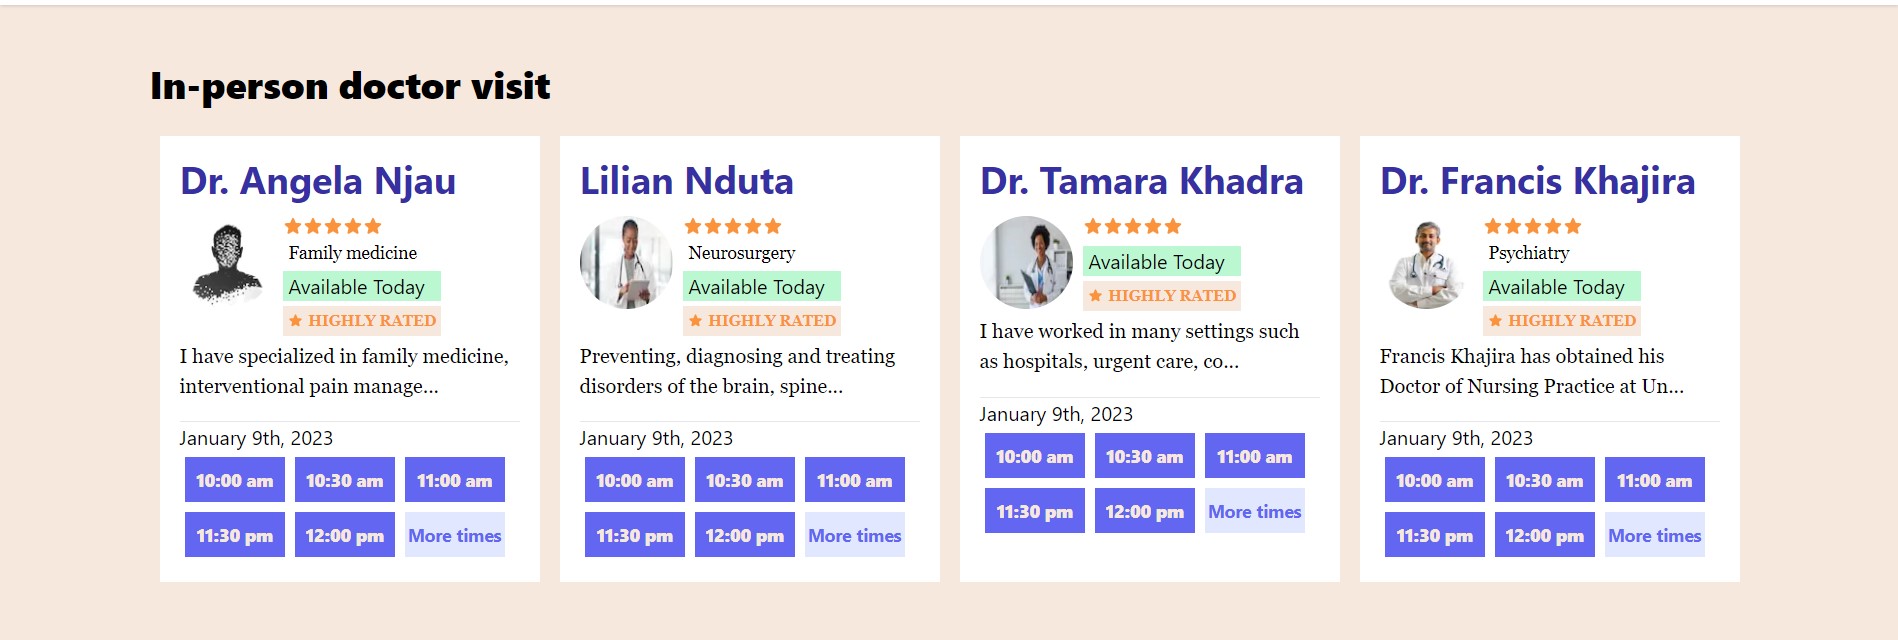 In-person doctor visit
Dr. Angela Njau
Family medicine
Available Today
HIGHLY RATED
I have specialized in family medicine,
interventional pain manage...
January 9th, 2023
10:00 am 10:30 am 11:00 am
11:30 pm 12:00 pm More times
Lilian Nduta
Neurosurgery
Available Today
HIGHLY RATED
Preventing, diagnosing and treating
disorders of the brain, spine...
January 9th, 2023
10:00 am 10:30 am 11:00 am
11:30 pm 12:00 pm More times
Dr. Tamara Khadra
Available Today
HIGHLY RATED
I have worked in many settings such
as hospitals, urgent care, co...
January 9th, 2023
10:00 am 10:30 am 11:00 am
11:30 pm 12:00 pm More times
Dr. Francis Khajira
Psychiatry
Available Today
HIGHLY RATED
Francis Khajira has obtained his
Doctor of Nursing Practice at Un...
January 9th, 2023
10:00 am 10:30 am 11:00 am
11:30 pm 12:00 pm More times